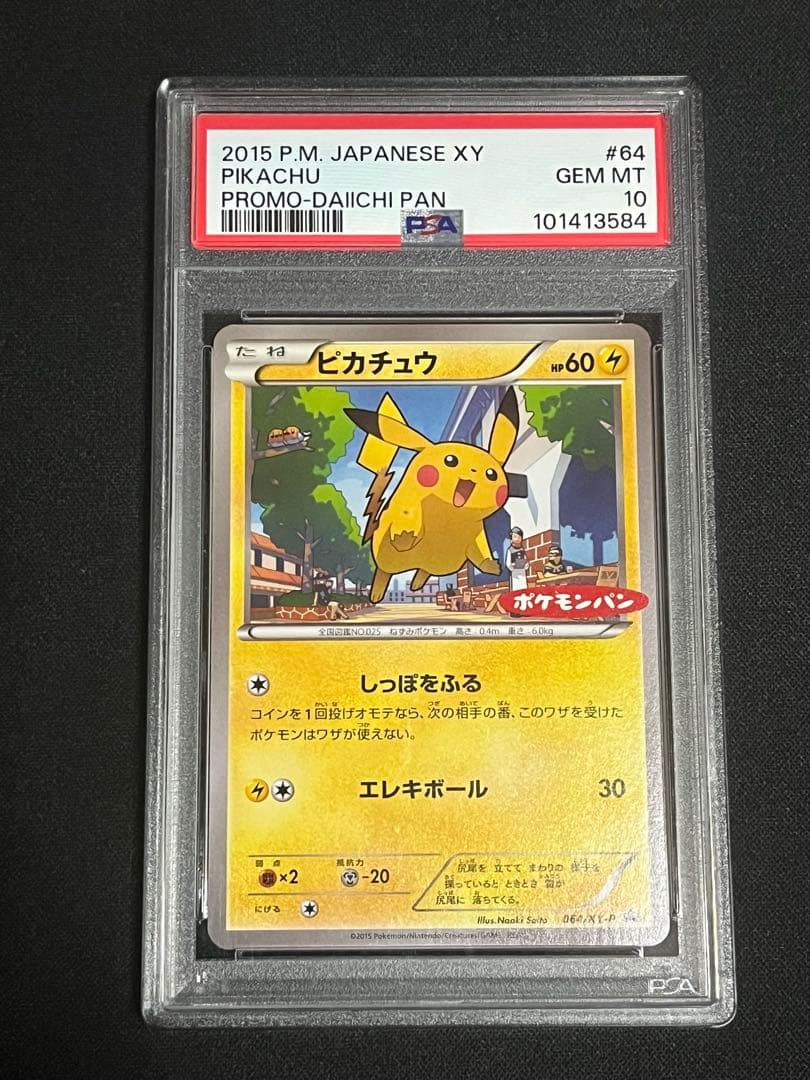 2015 P.M. JAPANESE XY #64
PIKACHU GEM MT
PROMO-DAIICHI PAN 10
PSA 101413584
たね ピカチュウ HP60
ポケモンパン
全国図鑑NO.025 ねずみポケモン 高さ:0.4m 重さ:6.0kg
しっぽをふる
コインを1回投げオモテなら、次の相手の番、このワザを受けた
ポケモンはワザが使えない。
エレキボール 30
弱点 抵抗力
×2 -20
にげる
尻尾を 立てて まわりの 様子を
探っていると ときどき 雷が
尻尾に 落ちてくる。
Illus. Naoki Saito 064/XY-P
©2015 Pokémon/Nintendo/Creatures/GAME
PSA